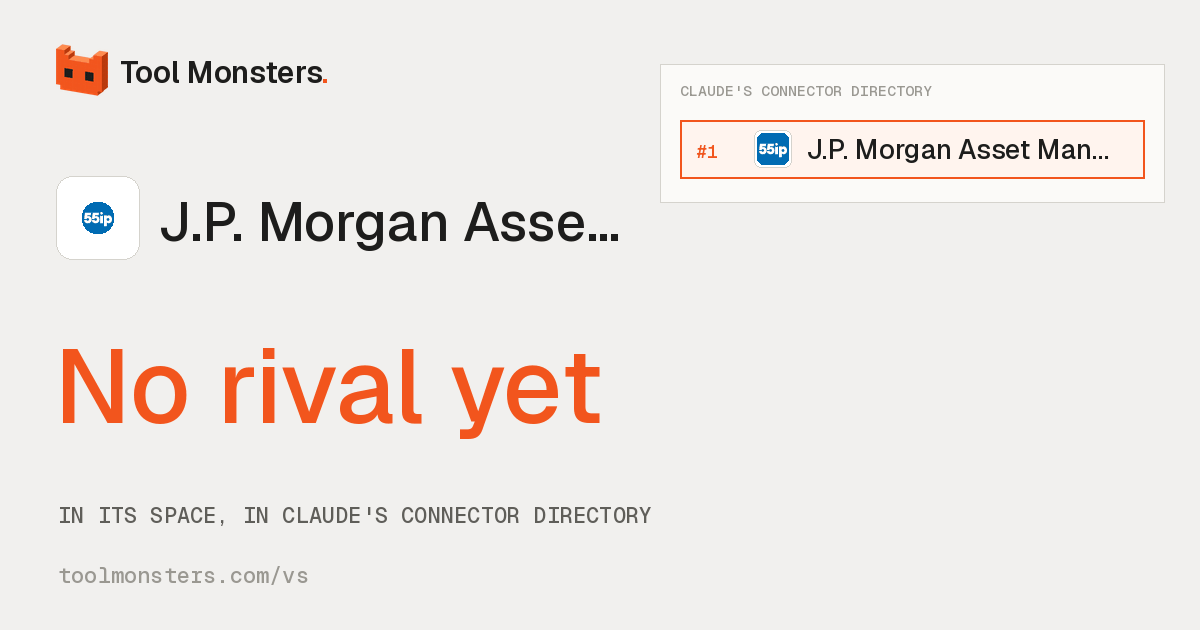 Tool Monsters.
CLAUDE'S CONNECTOR DIRECTORY
#1 55ip J.P. Morgan Asset Man...
55ip J.P. Morgan Asse...
No rival yet
IN ITS SPACE, IN CLAUDE'S CONNECTOR DIRECTORY
toolmonsters.com/vs